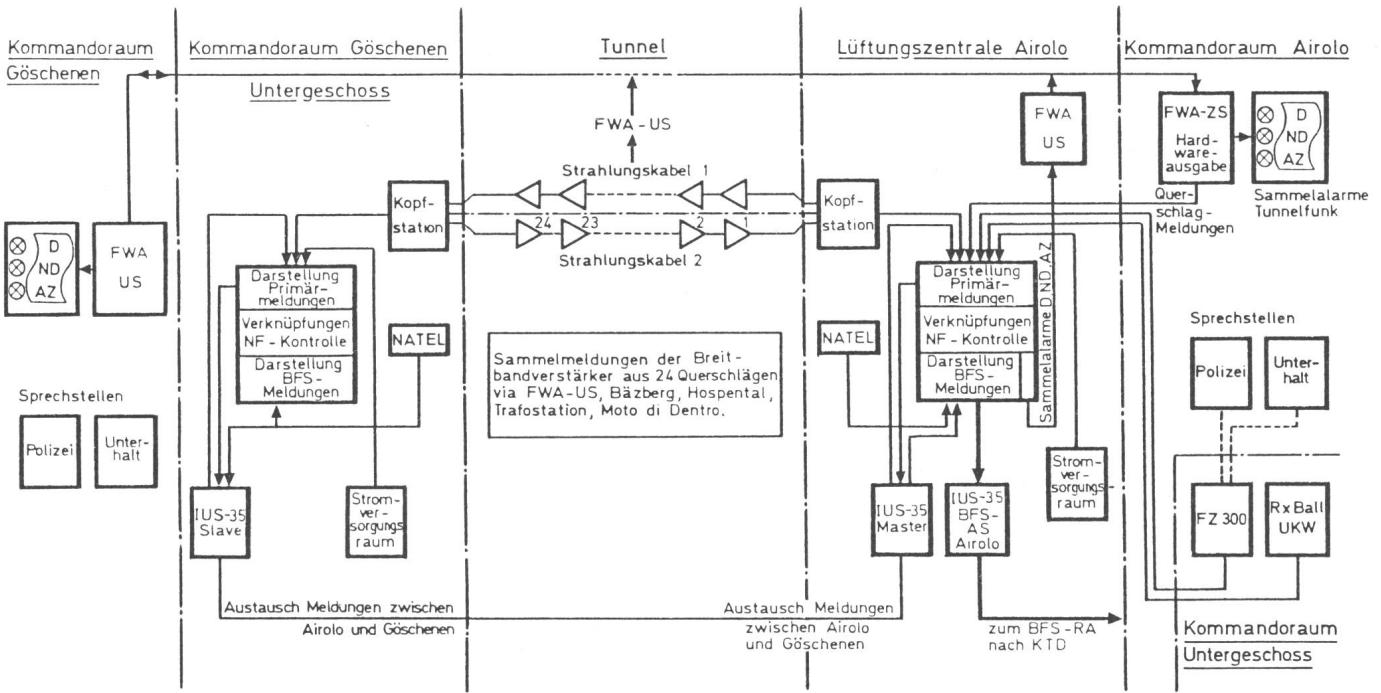 Kommandoraum
Göschenen
Kommandoraum Göschenen
Untergeschoss
Tunnel
Lüftungszentrale Airolo
Kommandoraum Airolo
FWA-US
Strahlungskabel 1
24
23
2
1
Strahlungskabel 2
D
ND
AZ
FWA
US
Sprechstellen
Polizei
Unter-
halt
Kopf-
station
Darstellung
Primär-
meldungen
Verknüpfungen
NF-Kontrolle
Darstellung
BFS-
Meldungen
NATEL
IUS-35
Slave
Strom-
ver-
sorgungs
raum
Austausch Meldungen zwischen
Airolo und Göschenen
Sammelmeldungen der Breit-
bandverstärker aus 24 Querschlägen
via FWA-US, Bäzberg, Hospental,
Trafostation, Moto di Dentro.
Kopf-
station
FWA
US
Darstellung
Primär-
meldungen
Verknüpfungen
NF-Kontrolle
Darstellung
BFS-
Meldungen
Sammelalarme D,ND,AZ
NATEL
IUS-35
Master
IUS-35
BFS-
AS
Airolo
Strom-
ver-
sorgungs-
raum
Austausch Meldungen
zwischen Airolo
und Göschenen
zum BFS-RA
nach KTD
FWA-ZS
Hard-
ware-
ausgabe
D
ND
AZ
Sammelalarme
Tunnelfunk
Quer-
schlag-
Meldungen
Sprechstellen
Polizei
Unter-
halt
FZ 300
Rx Ball
UKW
Kommandoraum
Untergeschoss